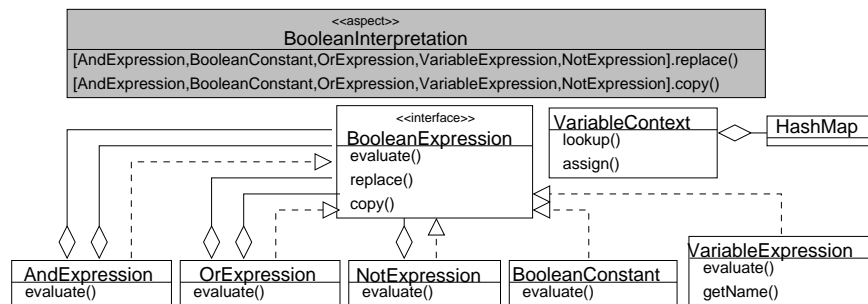 <<aspect>>
BooleanInterpretation
[AndExpression,BooleanConstant,OrExpression,VariableExpression,NotExpression].replace()
[AndExpression,BooleanConstant,OrExpression,VariableExpression,NotExpression].copy()
<<interface>>
BooleanExpression
evaluate()
replace()
copy()
VariableContext
lookup()
assign()
HashMap
AndExpression
evaluate()
OrExpression
evaluate()
NotExpression
evaluate()
BooleanConstant
evaluate()
VariableExpression
evaluate()
getName()